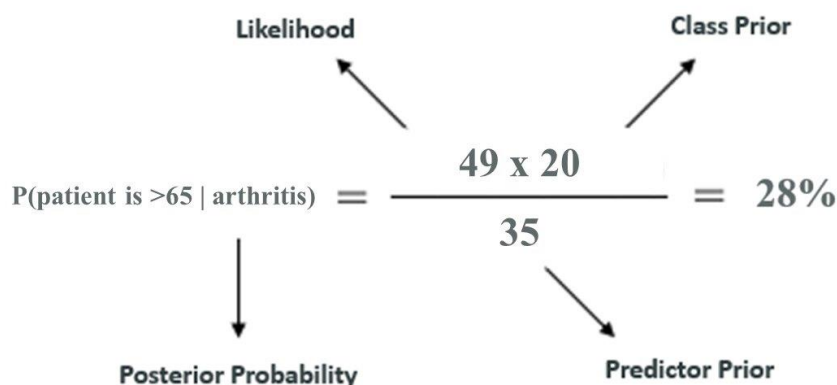 Likelihood
Class Prior
P(patient is >65 | arthritis) = 49 x 20 / 35 = 28%
Posterior Probability
Predictor Prior